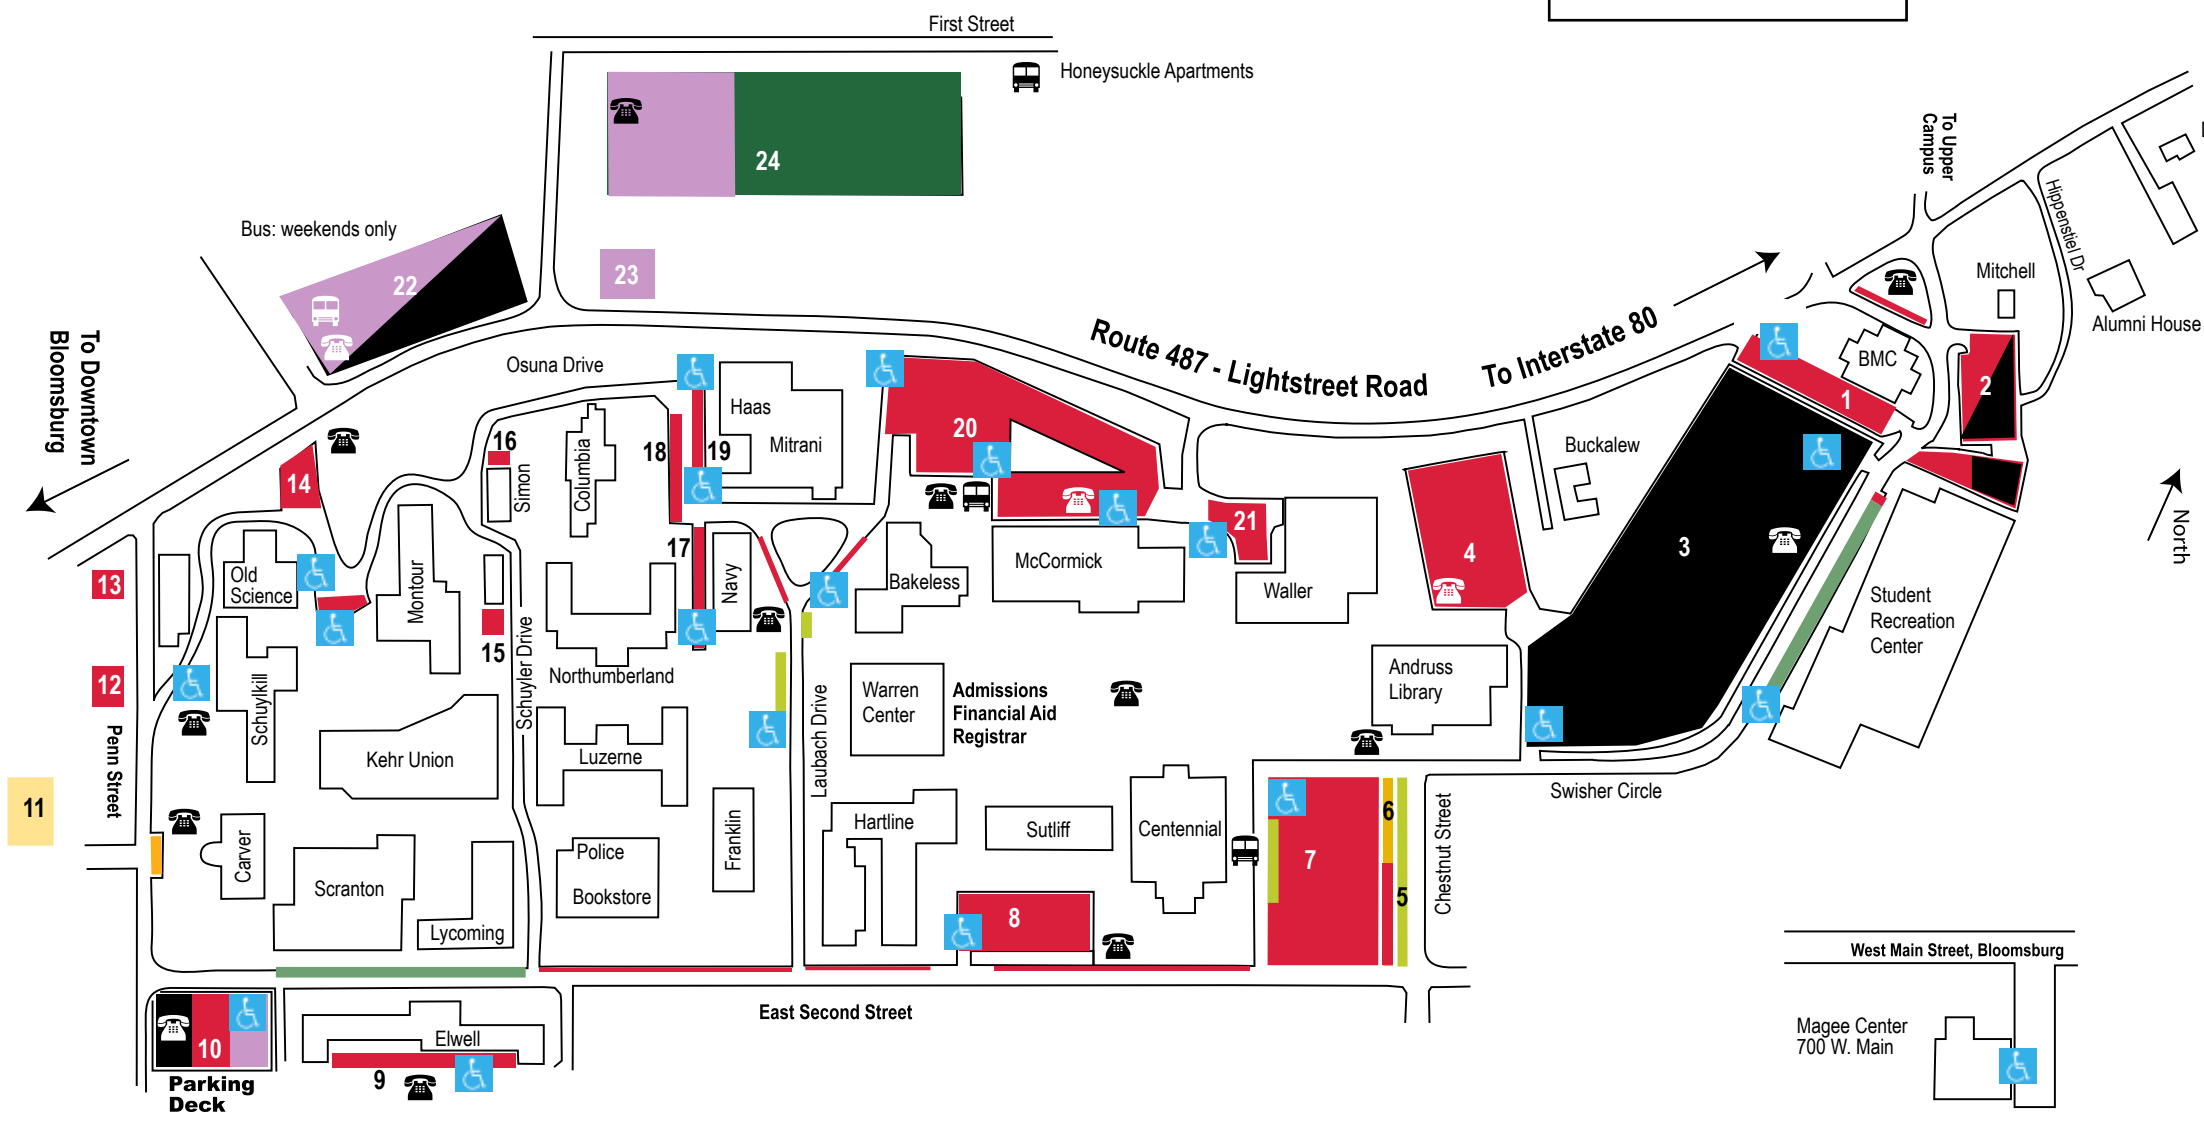 First Street
Honeysuckle Apartments
24
To Upper
Campus
Hippenstiel Dr
Bus: weekends only
22
23
Mitchell
Alumni House
To Downtown
Bloomsburg
Osuna Drive
Route 487 - Lightstreet Road
To Interstate 80
BMC
1
2
Haas
Mitrani
16
Simon
Columbia
18
19
20
Buckalew
14
17
21
4
3
North
13
Old
Science
Montour
Navy
Bakeless
McCormick
Waller
Student
Recreation
Center
12
15
Schuylkill
Schuyler Drive
Northumberland
Laubach Drive
Warren
Center
Admissions
Financial Aid
Registrar
Andruss
Library
Penn Street
Kehr Union
Luzerne
Swisher Circle
11
Carver
Scranton
Lycoming
Police
Bookstore
Franklin
Hartline
Sutliff
Centennial
7
6
5
Chestnut Street
8
West Main Street, Bloomsburg
East Second Street
10
Elwell
9
Parking
Deck
Magee Center
700 W. Main